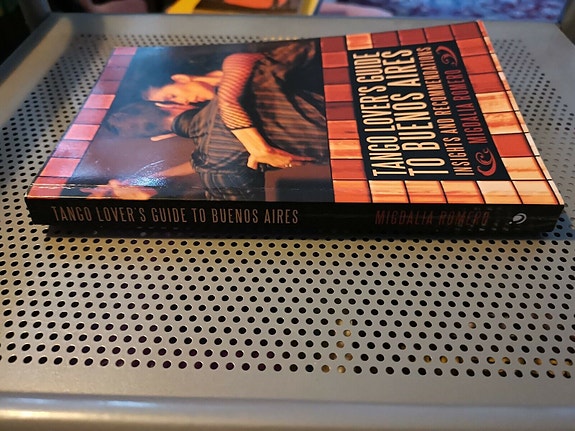 TANGO LOVER'S GUIDE
TO BUENOS AIRES
INSIGHTS AND RECOMMENDATIONS
MIGDALIA ROMERO
TANGO LOVER'S GUIDE TO BUENOS AIRES MIGDALIA ROMERO